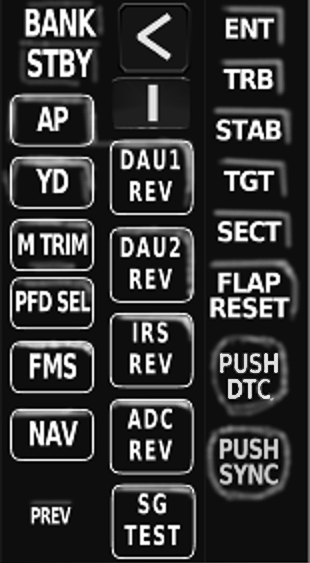 BANK
STBY
AP
YD
M TRIM
PFD SEL
FMS
NAV
PREV
<
|
DAU1
REV
DAU2
REV
IRS
REV
ADC
REV
SG
TEST
ENT
TRB
STAB
TGT
SECT
FLAP
RESET
PUSH
DTC
PUSH
SYNC